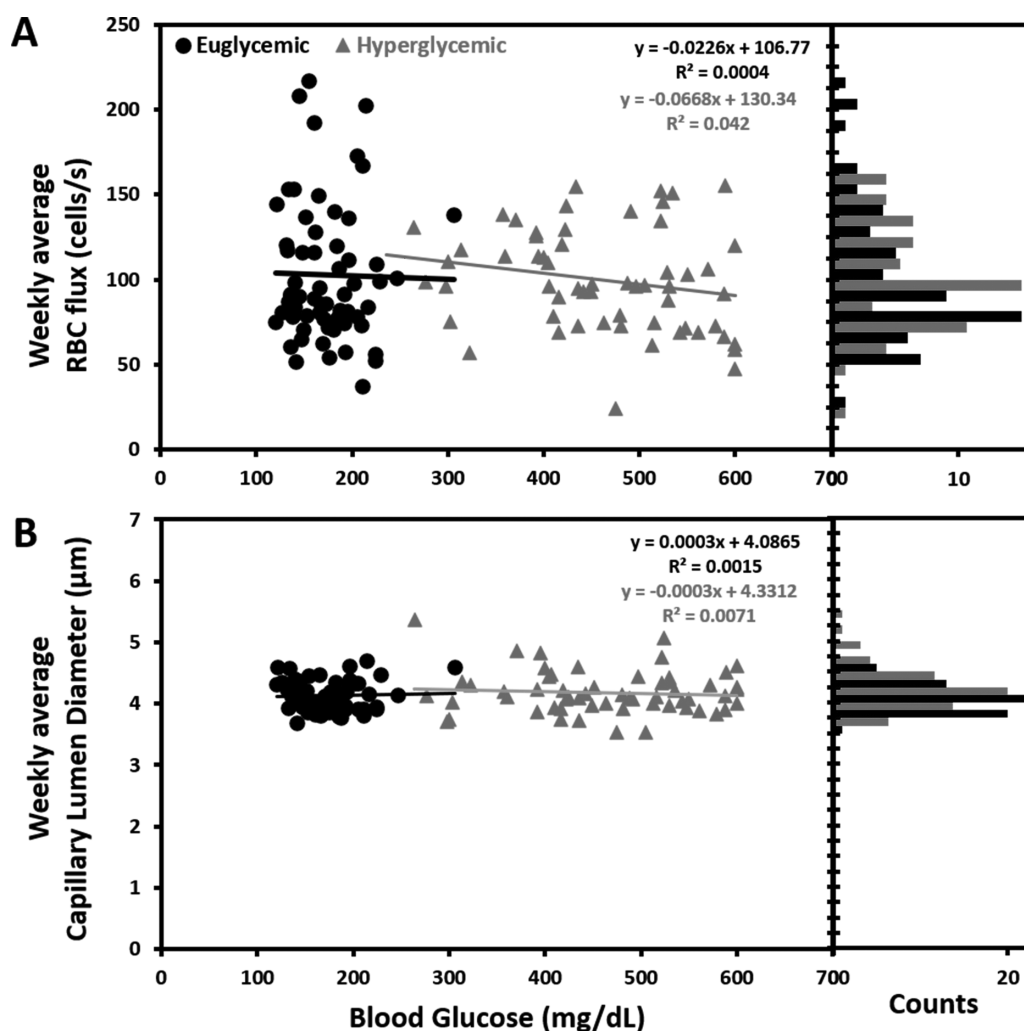 A
Weekly average
RBC flux (cells/s)
250
200
150
100
50
0
Euglycemic Hyperglycemic
y = -0.0226x + 106.77
R² = 0.0004
y = -0.0668x + 130.34
R² = 0.042
0 100 200 300 400 500 600 700
0 10
B
Weekly average
Capillary Lumen Diameter (µm)
7
6
5
4
3
2
1
0
y = 0.0003x + 4.0865
R² = 0.0015
y = -0.0003x + 4.3312
R² = 0.0071
0 100 200 300 400 500 600 700
0 20
Blood Glucose (mg/dL)
Counts